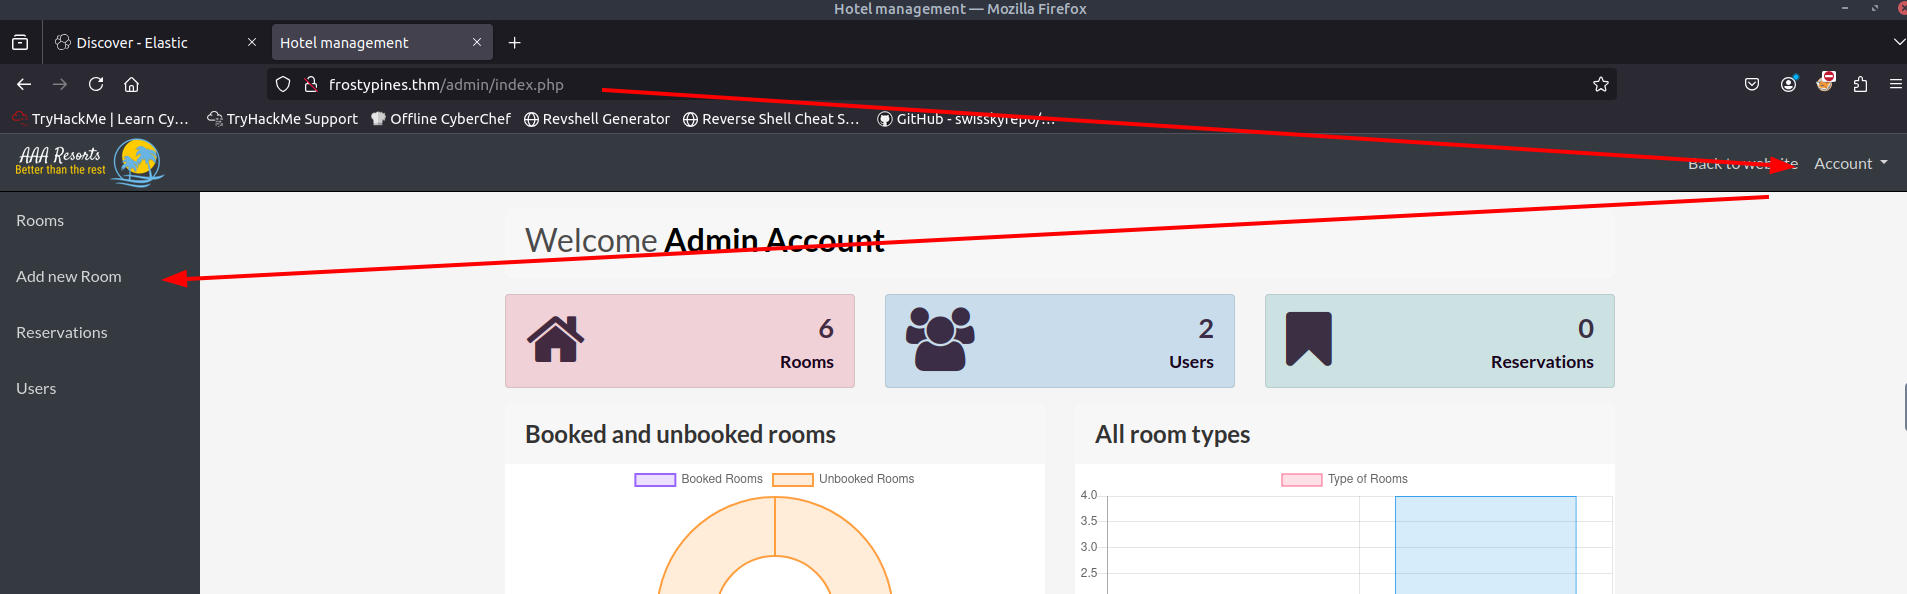 Hotel management — Mozilla Firefox
Discover - Elastic
Hotel management
frostypines.thm/admin/index.php
TryHackMe | Learn Cy…
TryHackMe Support
Offline CyberChef
Revshell Generator
Reverse Shell Cheat S…
GitHub - swisskyrepo/…
AAA Resorts
Better than the rest
Back to website
Account
Rooms
Add new Room
Reservations
Users
Welcome Admin Account
6
Rooms
2
Users
0
Reservations
Booked and unbooked rooms
Booked Rooms
Unbooked Rooms
All room types
Type of Rooms
4.0
3.5
3.0
2.5